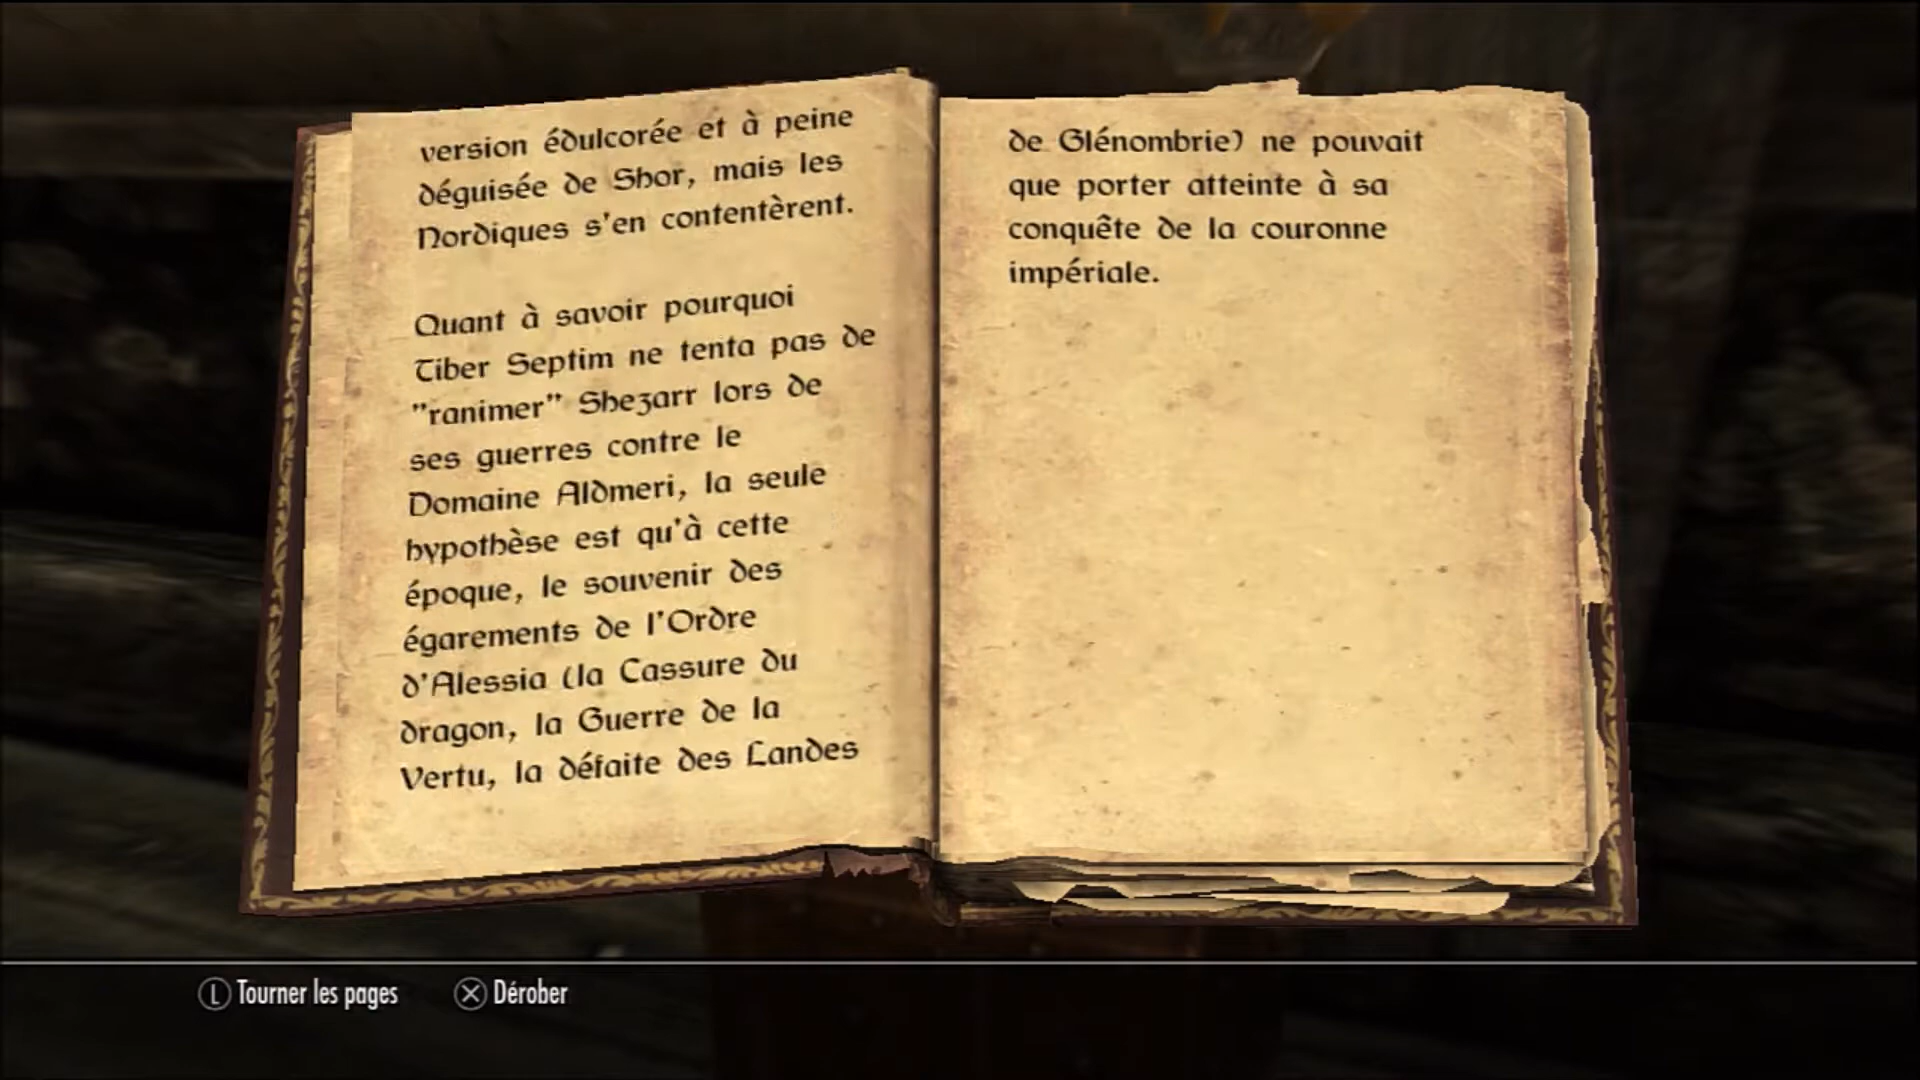 version édulcorée et à peine
déguisée de Shor, mais les
Nordiques s'en contentèrent.
Quant à savoir pourquoi
Tiber Septim ne tenta pas de
"ranimer" Shezarr lors de
ses guerres contre le
Domaine Aldmeri, la seule
hypothèse est qu'à cette
époque, le souvenir des
égarements de l'Ordre
d'Alessia (la Cassure du
dragon, la Guerre de la
Vertu, la défaite des Landes
de Glénombrie) ne pouvait
que porter atteinte à sa
conquête de la couronne
impériale.
L Tourner les pages X Dérober